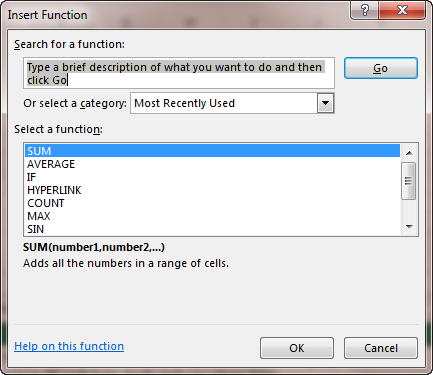 Insert Function
?
Search for a function:
Type a brief description of what you want to do and then
click Go
Go
Or select a category:
Most Recently Used
Select a function:
SUM
AVERAGE
IF
HYPERLINK
COUNT
MAX
SIN
SUM(number1,number2,...)
Adds all the numbers in a range of cells.
Help on this function
OK
Cancel